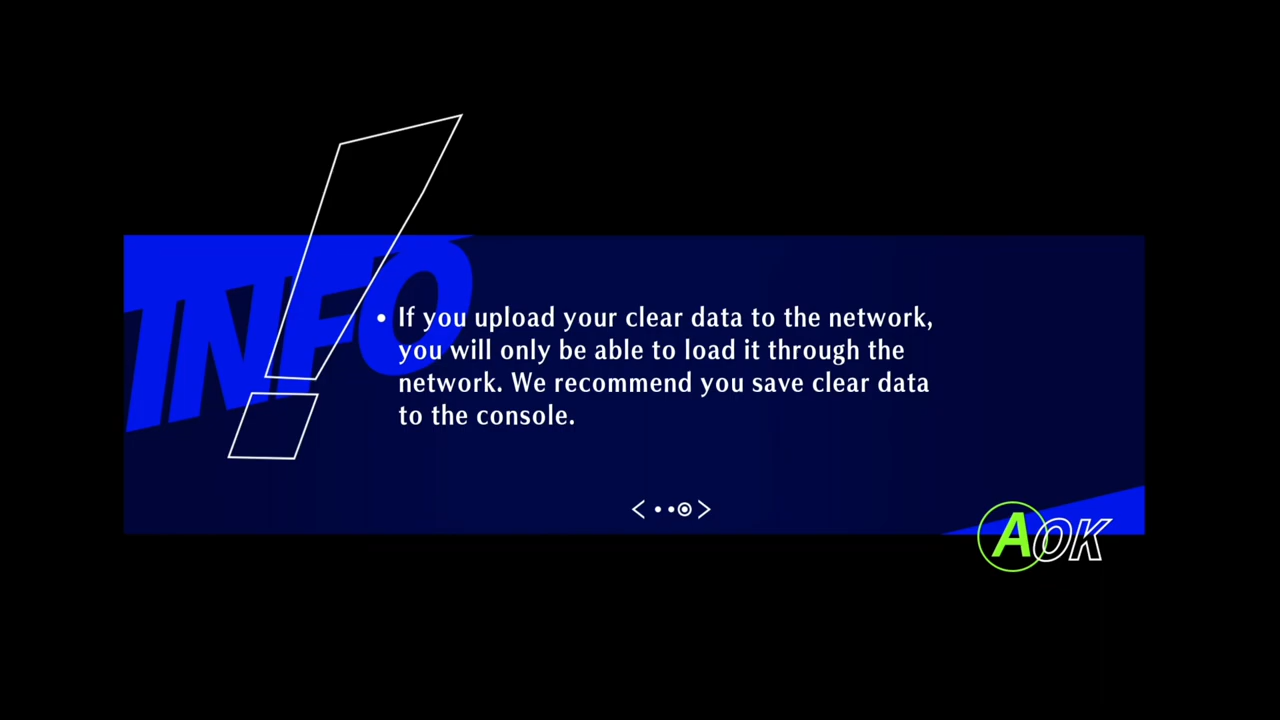 INFO
• If you upload your clear data to the network,
you will only be able to load it through the
network. We recommend you save clear data
to the console.
A OK